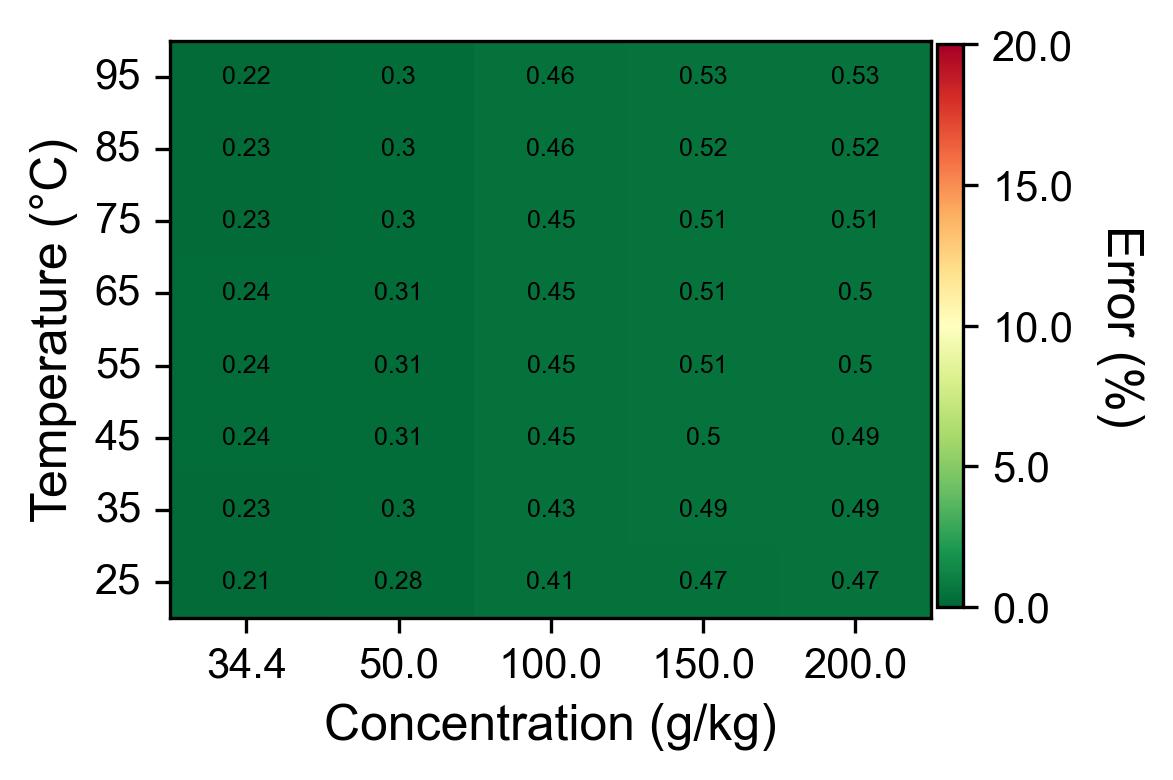 95 0.22 0.3 0.46 0.53 0.53 20.0
85 0.23 0.3 0.46 0.52 0.52
15.0
75 0.23 0.3 0.45 0.51 0.51
65 0.24 0.31 0.45 0.51 0.5
10.0
55 0.24 0.31 0.45 0.51 0.5
45 0.24 0.31 0.45 0.5 0.49
5.0
35 0.23 0.3 0.43 0.49 0.49
25 0.21 0.28 0.41 0.47 0.47
0.0
34.4 50.0 100.0 150.0 200.0
Concentration (g/kg)
Temperature (°C)
Error (%)